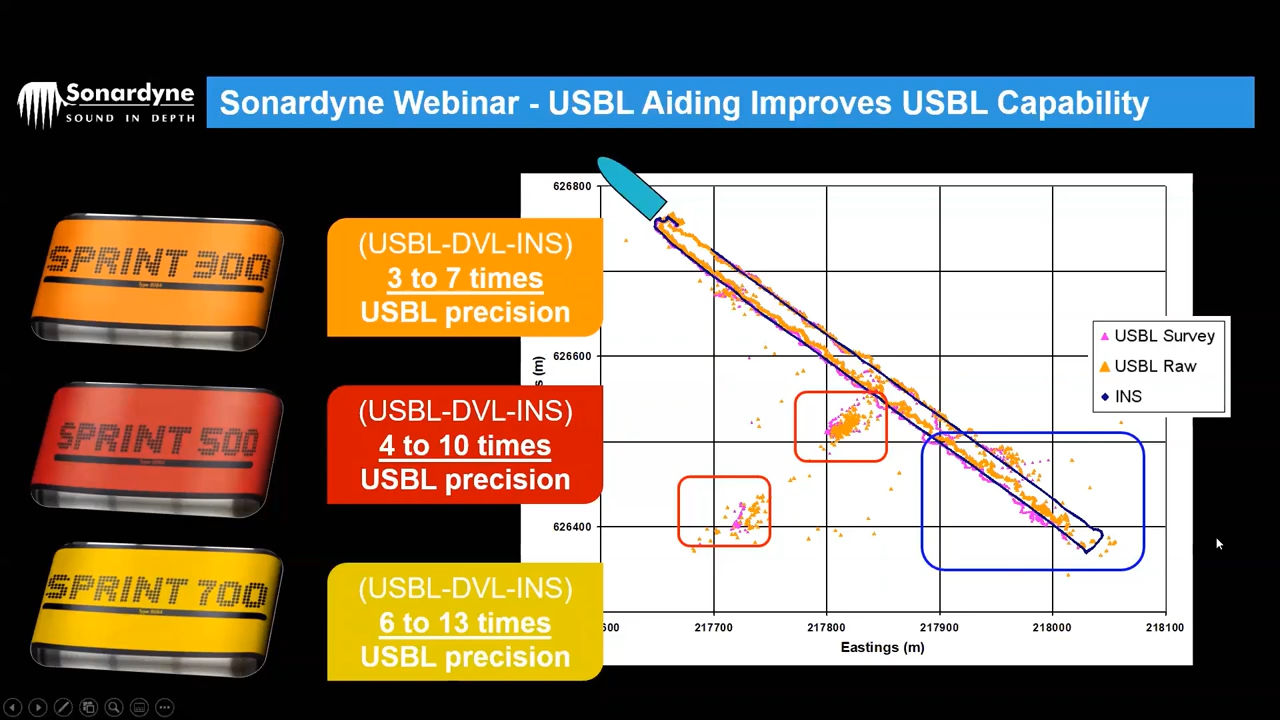 Sonardyne
SOUND IN DEPTH
Sonardyne Webinar - USBL Aiding Improves USBL Capability
SPRINT 300
(USBL-DVL-INS)
3 to 7 times
USBL precision
SPRINT 500
(USBL-DVL-INS)
4 to 10 times
USBL precision
SPRINT 700
(USBL-DVL-INS)
6 to 13 times
USBL precision
626800
626600
626400
s (m)
600
217700
217800
217900
218000
218100
Eastings (m)
USBL Survey
USBL Raw
INS